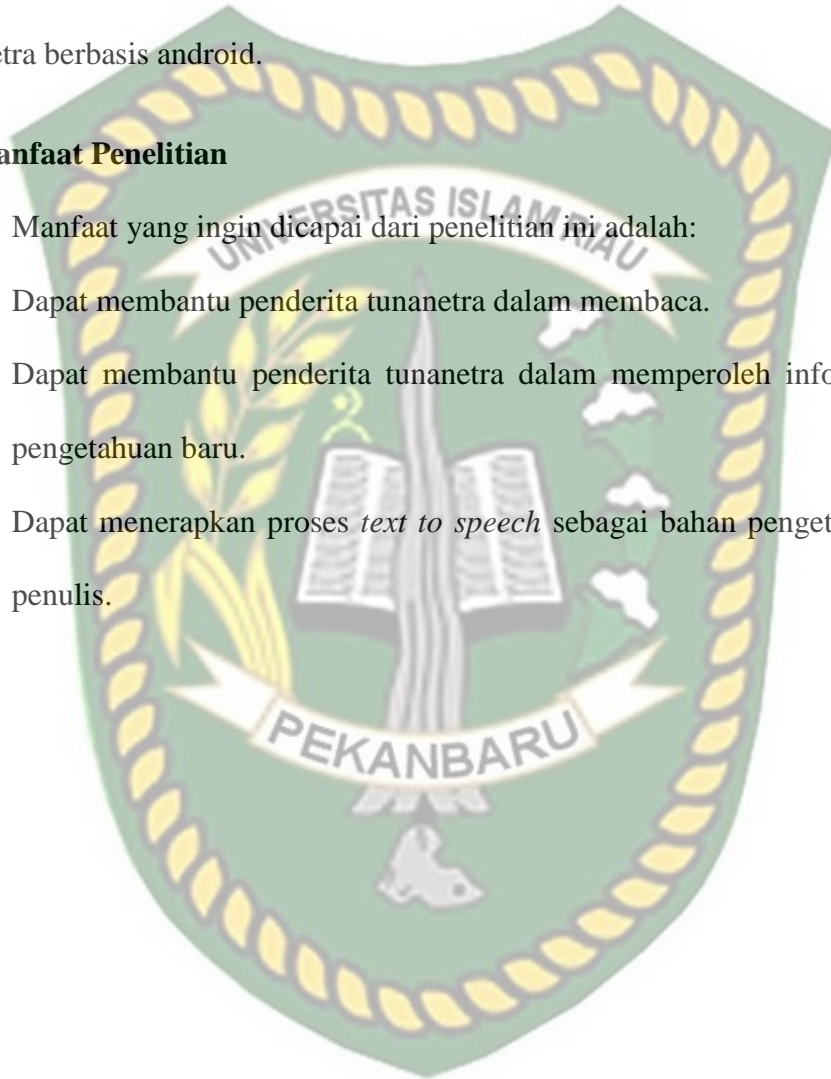 etra berbasis android.
anfaat Penelitian
UNIVERSITAS ISLAM RIAU
Manfaat yang ingin dicapai dari penelitian ini adalah:
Dapat membantu penderita tunanetra dalam membaca.
Dapat membantu penderita tunanetra dalam memperoleh info
pengetahuan baru.
Dapat menerapkan proses text to speech sebagai bahan penget
penulis.
PEKANBARU